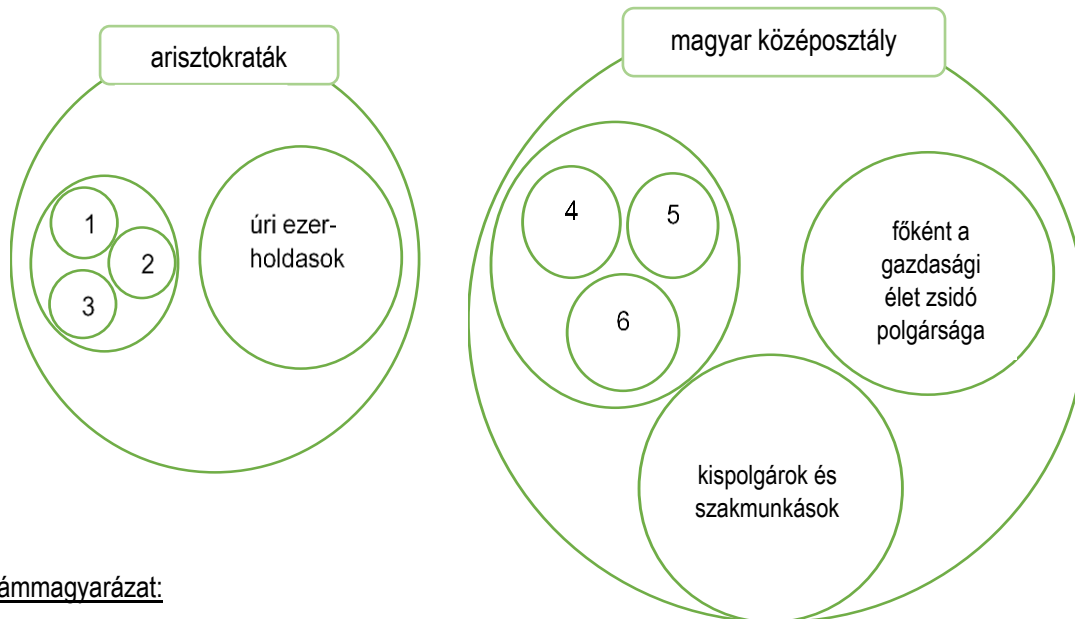 arisztokraták
magyar középosztály
1
2
3
úri ezer-
holdasok
4
5
6
főként a
gazdasági
élet zsidó
polgársága
kispolgárok és
szakmunkások
ámmagyarázat: